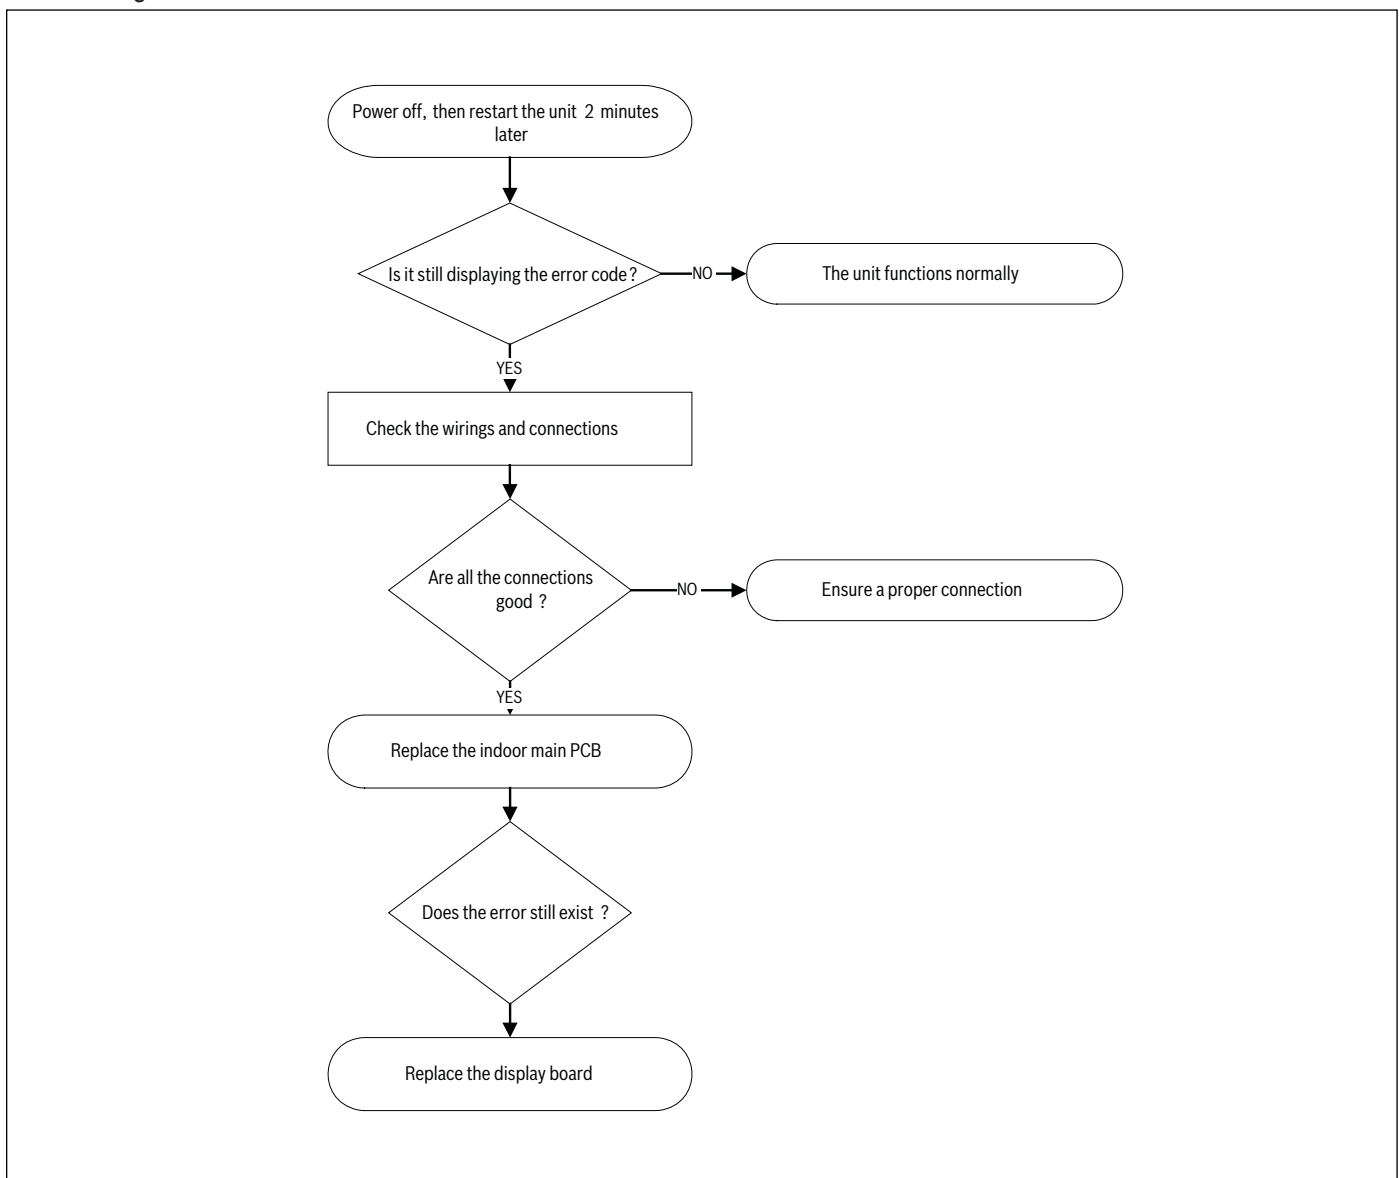 Power off, then restart the unit 2 minutes
later
Is it still displaying the error code?
NO
The unit functions normally
YES
Check the wirings and connections
Are all the connections
good ?
NO
Ensure a proper connection
YES
Replace the indoor main PCB
Does the error still exist ?
Replace the display board